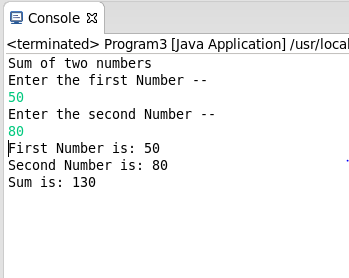 Console
<terminated> Program3 [Java Application] /usr/local
Sum of two numbers
Enter the first Number --
50
Enter the second Number --
80
First Number is: 50
Second Number is: 80
Sum is: 130